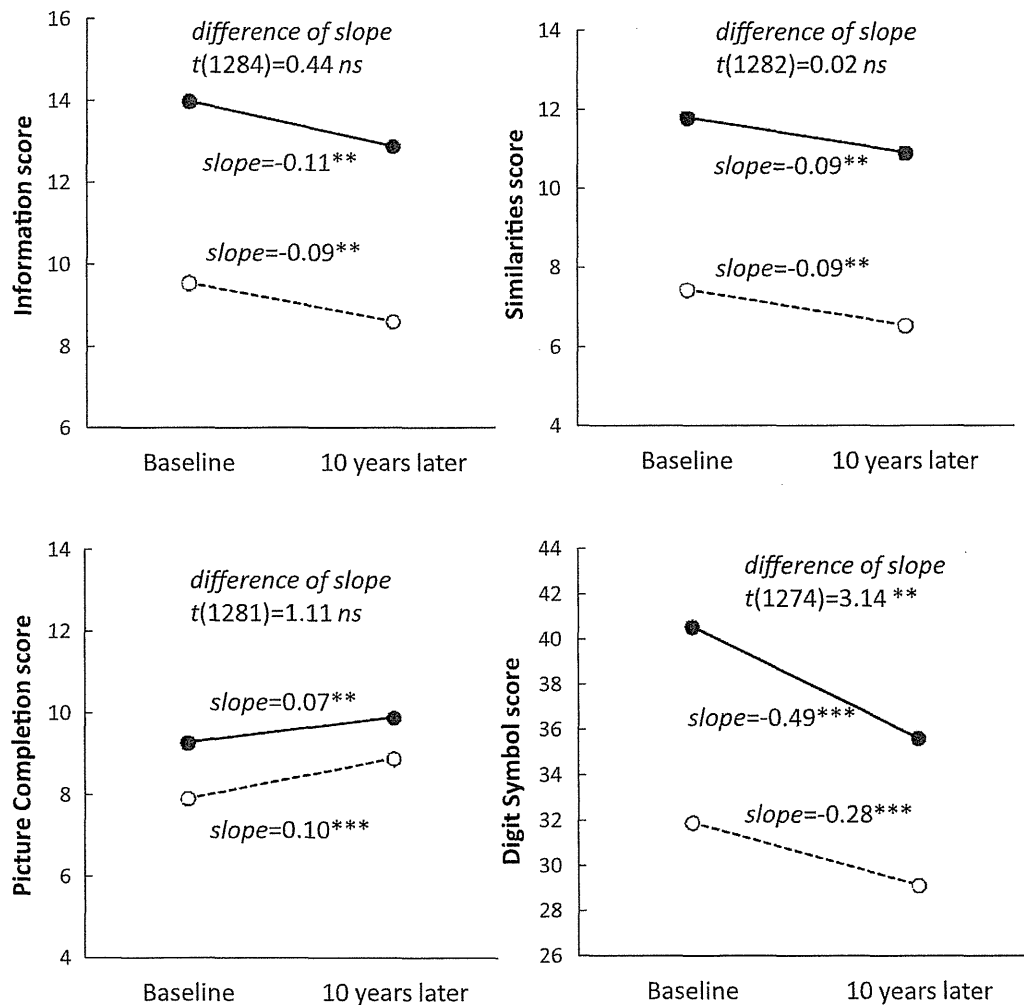 16
14
12
10
8
6
Information score
difference of slope
t(1284)=0.44 ns
slope=-0.11**
slope=-0.09**
Baseline
10 years later
14
12
10
8
6
4
Similarities score
difference of slope
t(1282)=0.02 ns
slope=-0.09**
slope=-0.09**
Baseline
10 years later
14
12
10
8
6
4
Picture Completion score
difference of slope
t(1281)=1.11 ns
slope=0.07**
slope=0.10***
Baseline
10 years later
44
42
40
38
36
34
32
30
28
26
Digit Symbol score
difference of slope
t(1274)=3.14 **
slope=-0.49***
slope=-0.28***
Baseline
10 years later